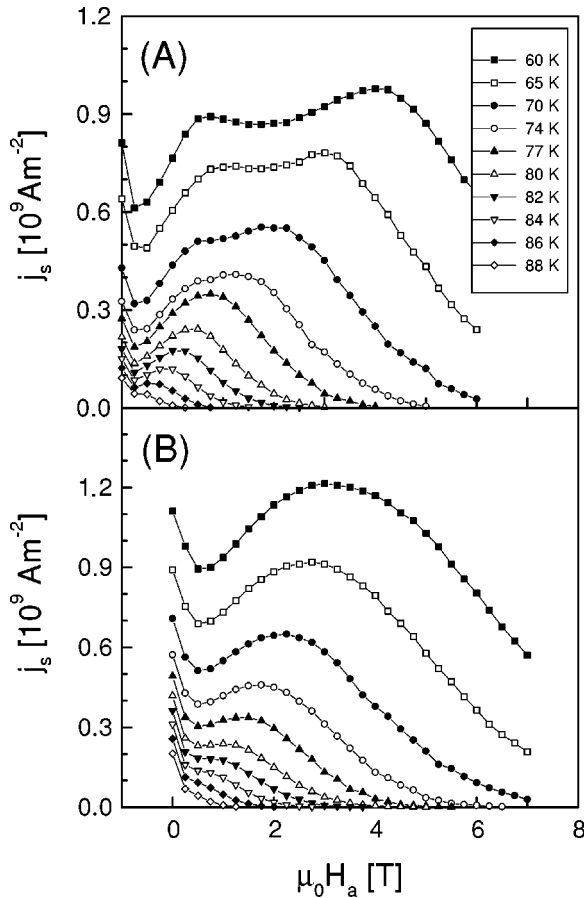 1.2
(A)
60 K
65 K
70 K
74 K
77 K
80 K
82 K
84 K
86 K
88 K
0.9
0.6
0.3
0.0
jₛ [10⁹Am⁻²]
(B)
1.2
0.9
0.6
0.3
0.0
jₛ [10⁹ Am⁻²]
0 2 4 6 8
μ₀Hₐ [T]